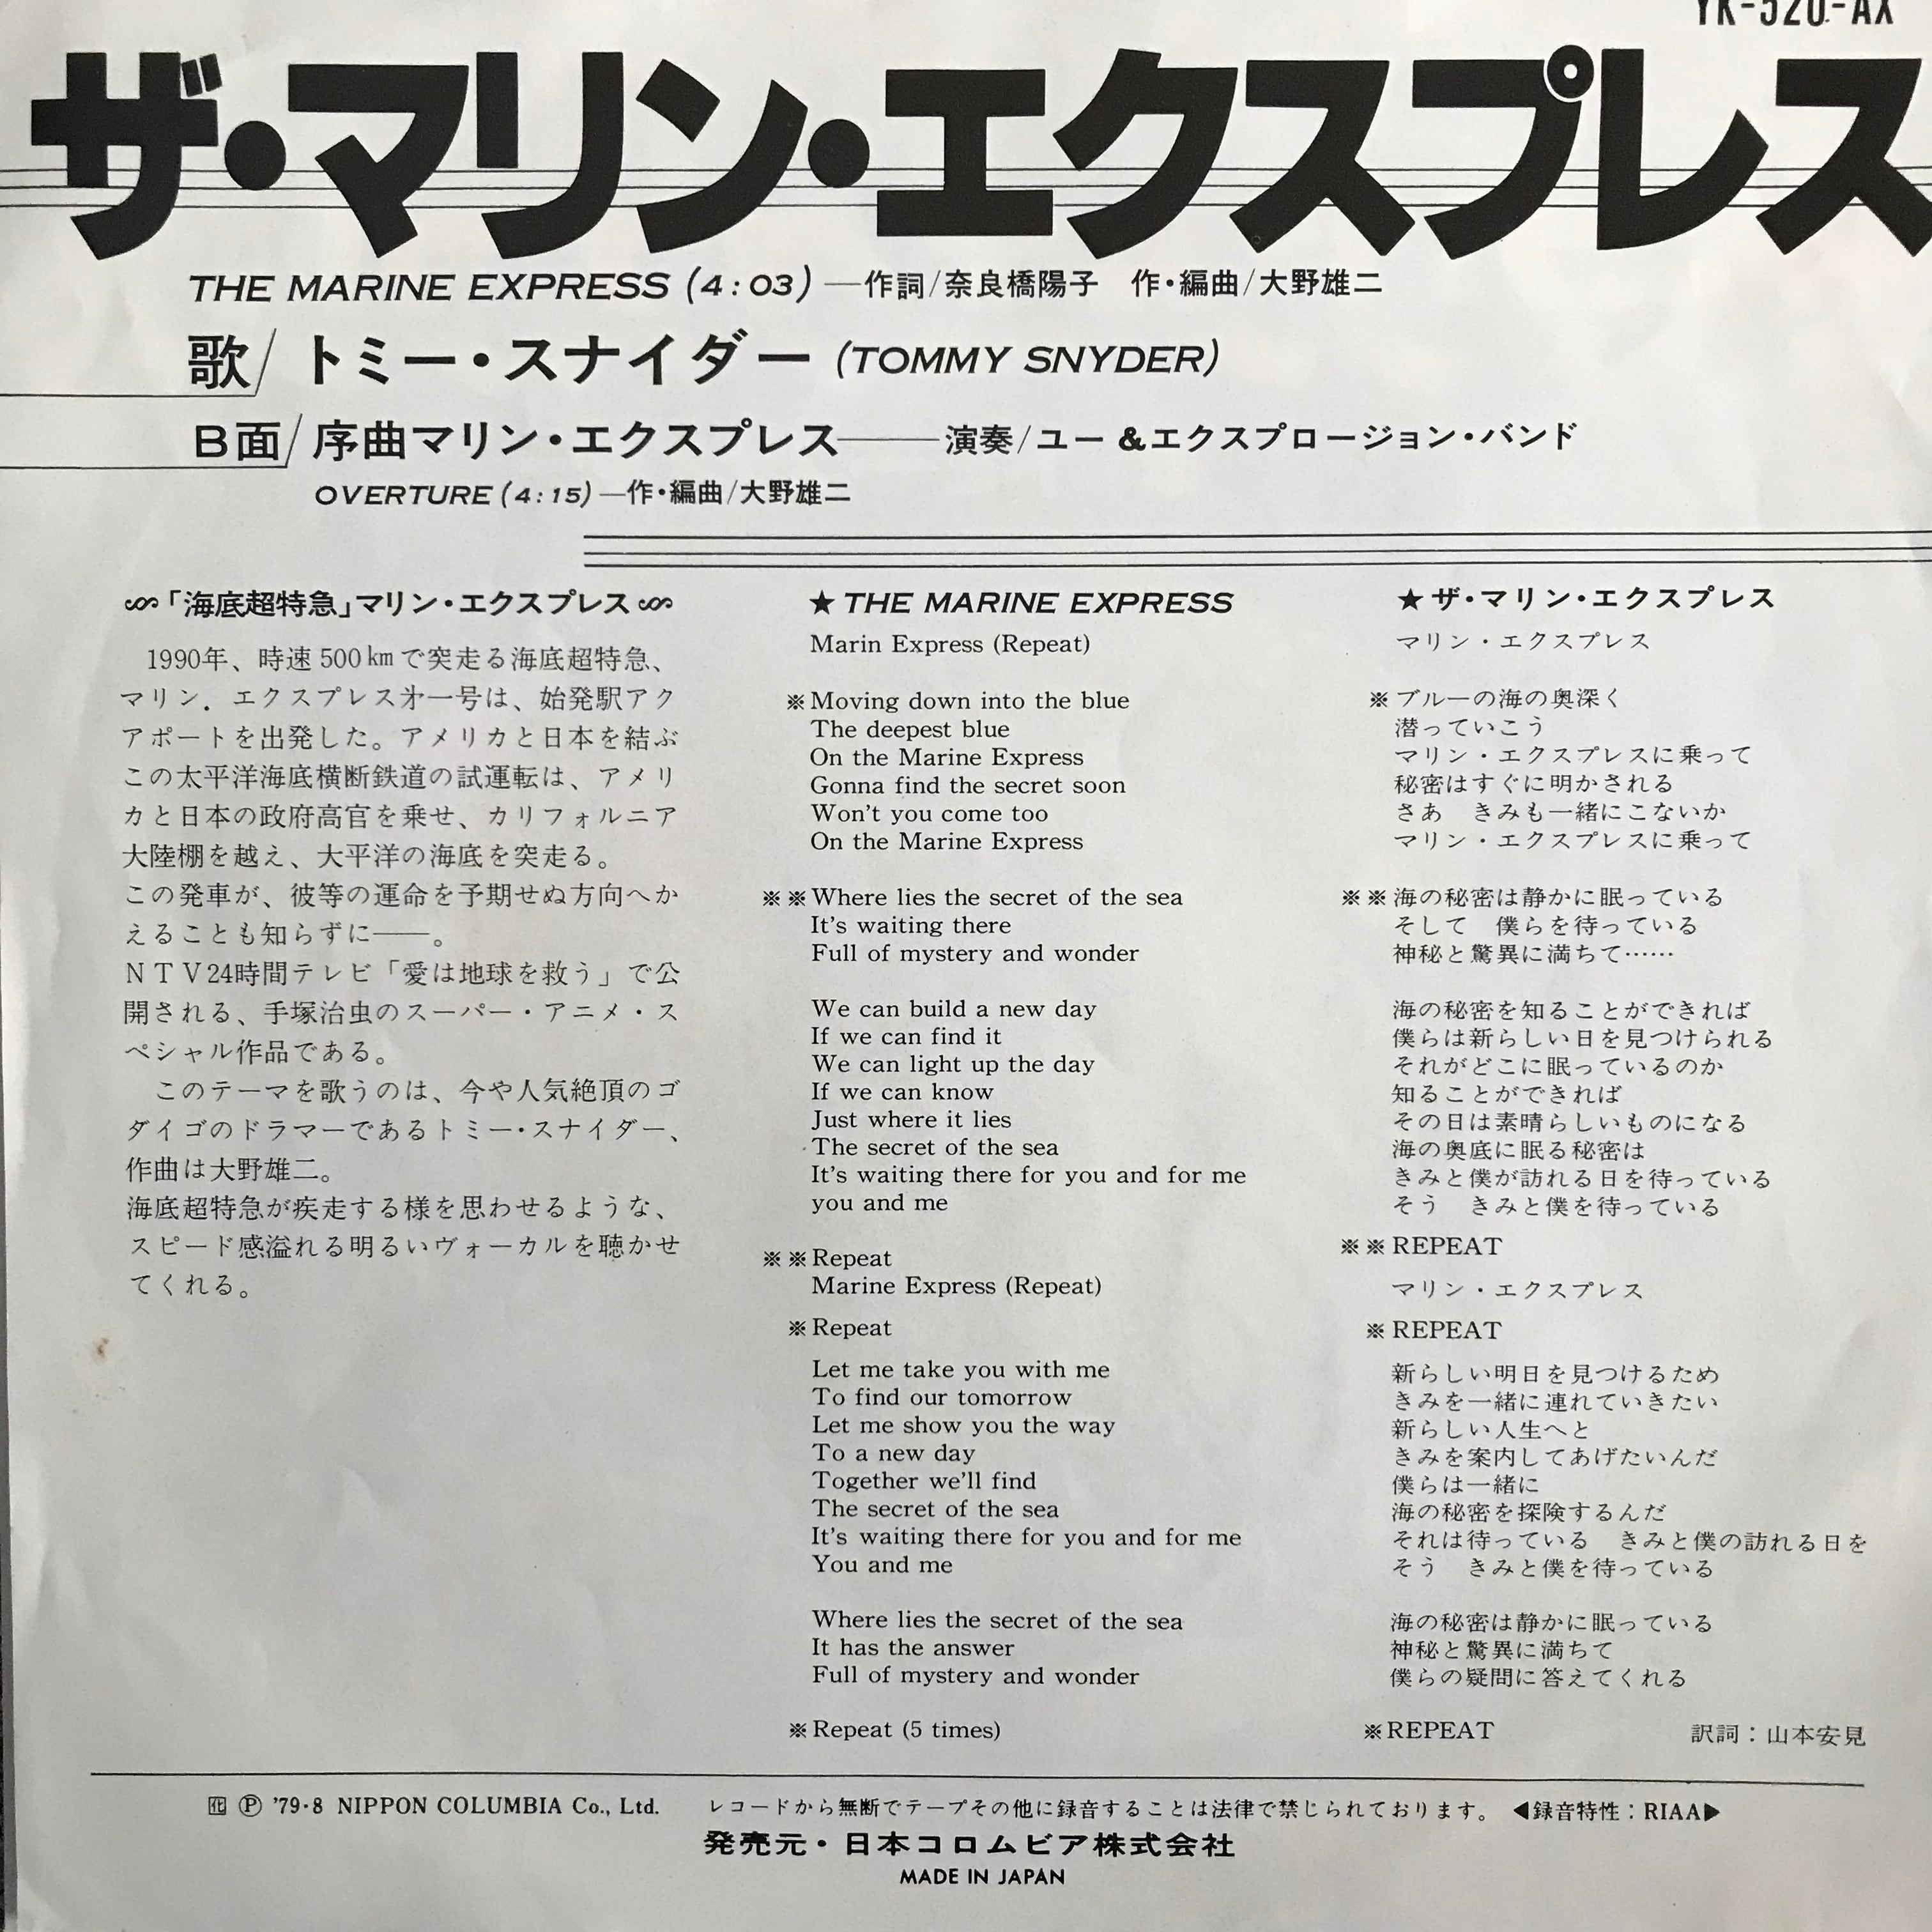 YK-520-AX
ザ・マリン・エクスプレス
THE MARINE EXPRESS (4:03)—作詞/奈良橋陽子 作・編曲/大野雄二
歌/トミー・スナイダー (TOMMY SNYDER)
B面/序曲マリン・エクスプレス——演奏/ユー&エクスプロージョン・バンド
OVERTURE (4:15)—作・編曲/大野雄二
「海底超特急」マリン・エクスプレス
1990年、時速500kmで突走る海底超特急、
マリン．エクスプレス㐧一号は、始発駅アク
アポートを出発した。アメリカと日本を結ぶ
この太平洋海底横断鉄道の試運転は、アメリ
カと日本の政府高官を乗せ、カリフォルニア
大陸棚を越え、大平洋の海底を突走る。
この発車が、彼等の運命を予期せぬ方向へか
えることも知らずに——。
NTV24時間テレビ「愛は地球を救う」で公
開される、手塚治虫のスーパー・アニメ・ス
ペシャル作品である。
このテーマを歌うのは、今や人気絶頂のゴ
ダイゴのドラマーであるトミー・スナイダー、
作曲は大野雄二。
海底超特急が疾走する様を思わせるような、
スピード感溢れる明るいヴォーカルを聴かせ
てくれる。
★THE MARINE EXPRESS
Marin Express (Repeat)
※Moving down into the blue
The deepest blue
On the Marine Express
Gonna find the secret soon
Won't you come too
On the Marine Express
※※Where lies the secret of the sea
It's waiting there
Full of mystery and wonder
We can build a new day
If we can find it
We can light up the day
If we can know
Just where it lies
The secret of the sea
It's waiting there for you and for me
you and me
※※Repeat
Marine Express (Repeat)
※Repeat
Let me take you with me
To find our tomorrow
Let me show you the way
To a new day
Together we'll find
The secret of the sea
It's waiting there for you and for me
You and me
Where lies the secret of the sea
It has the answer
Full of mystery and wonder
※Repeat (5 times)
★ザ・マリン・エクスプレス
マリン・エクスプレス
※ブルーの海の奥深く
潜っていこう
マリン・エクスプレスに乗って
秘密はすぐに明かされる
さあ きみも一緒にこないか
マリン・エクスプレスに乗って
※※海の秘密は静かに眠っている
そして 僕らを待っている
神秘と驚異に満ちて……
海の秘密を知ることができれば
僕らは新らしい日を見つけられる
それがどこに眠っているのか
知ることができれば
その日は素晴らしいものになる
海の奥底に眠る秘密は
きみと僕が訪れる日を待っている
そう きみと僕を待っている
※※REPEAT
マリン・エクスプレス
※REPEAT
新らしい明日を見つけるため
きみを一緒に連れていきたい
新らしい人生へと
きみを案内してあげたいんだ
僕らは一緒に
海の秘密を探険するんだ
それは待っている きみと僕の訪れる日を
そう きみと僕を待っている
海の秘密は静かに眠っている
神秘と驚異に満ちて
僕らの疑問に答えてくれる
※REPEAT 訳詞：山本安見
Ⓟ '79・8 NIPPON COLUMBIA Co., Ltd. レコードから無断でテープその他に録音することは法律で禁じられております。 ◀録音特性：RIAA▶
発売元・日本コロムビア株式会社
MADE IN JAPAN